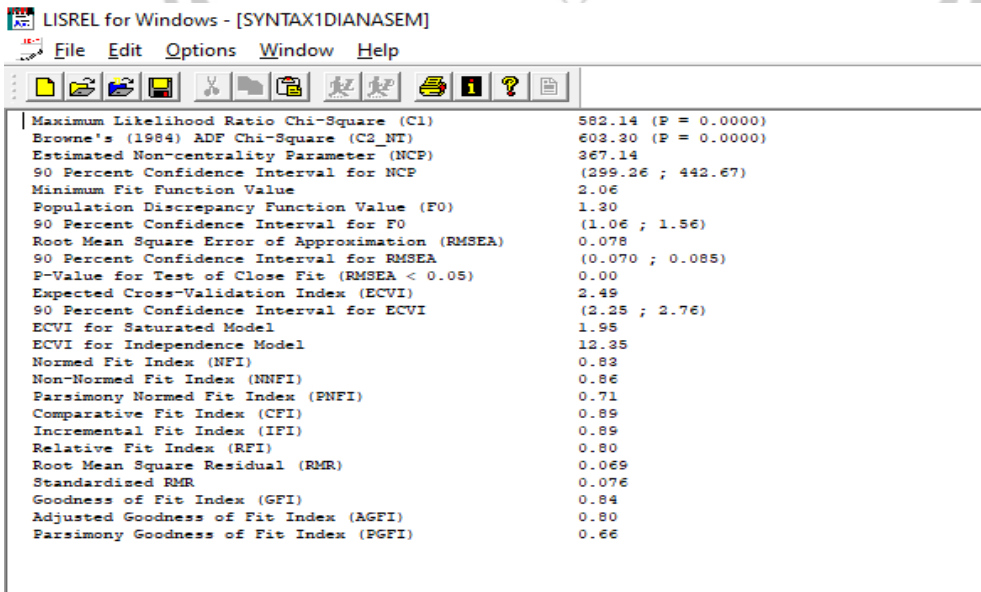 LISREL for Windows - [SYNTAX1DIANASEM]
File Edit Options Window Help
Maximum Likelihood Ratio Chi-Square (C1) 582.14 (P = 0.0000)
Browne's (1984) ADF Chi-Square (C2_NT) 603.30 (P = 0.0000)
Estimated Non-centrality Parameter (NCP) 367.14
90 Percent Confidence Interval for NCP (299.26 ; 442.67)
Minimum Fit Function Value 2.06
Population Discrepancy Function Value (F0) 1.30
90 Percent Confidence Interval for F0 (1.06 ; 1.56)
Root Mean Square Error of Approximation (RMSEA) 0.078
90 Percent Confidence Interval for RMSEA (0.070 ; 0.085)
P-Value for Test of Close Fit (RMSEA < 0.05) 0.00
Expected Cross-Validation Index (ECVI) 2.49
90 Percent Confidence Interval for ECVI (2.25 ; 2.76)
ECVI for Saturated Model 1.95
ECVI for Independence Model 12.35
Normed Fit Index (NFI) 0.83
Non-Normed Fit Index (NNFI) 0.86
Parsimony Normed Fit Index (PNFI) 0.71
Comparative Fit Index (CFI) 0.89
Incremental Fit Index (IFI) 0.89
Relative Fit Index (RFI) 0.80
Root Mean Square Residual (RMR) 0.069
Standardized RMR 0.076
Goodness of Fit Index (GFI) 0.84
Adjusted Goodness of Fit Index (AGFI) 0.80
Parsimony Goodness of Fit Index (PGFI) 0.66